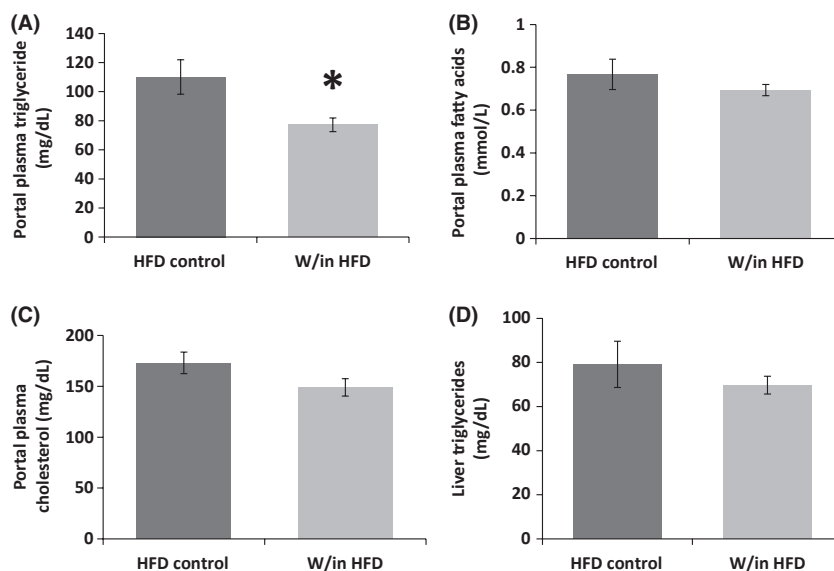 (A)
Portal plasma triglyceride
(mg/dL)
140
120
100
80
60
40
20
0
*
HFD control
W/in HFD
(B)
Portal plasma fatty acids
(mmol/L)
1
0.8
0.6
0.4
0.2
0
HFD control
W/in HFD
(C)
Portal plasma
cholesterol (mg/dL)
200
150
100
50
0
HFD control
W/in HFD
(D)
Liver triglycerides
(mg/dL)
100
80
60
40
20
0
HFD control
W/in HFD